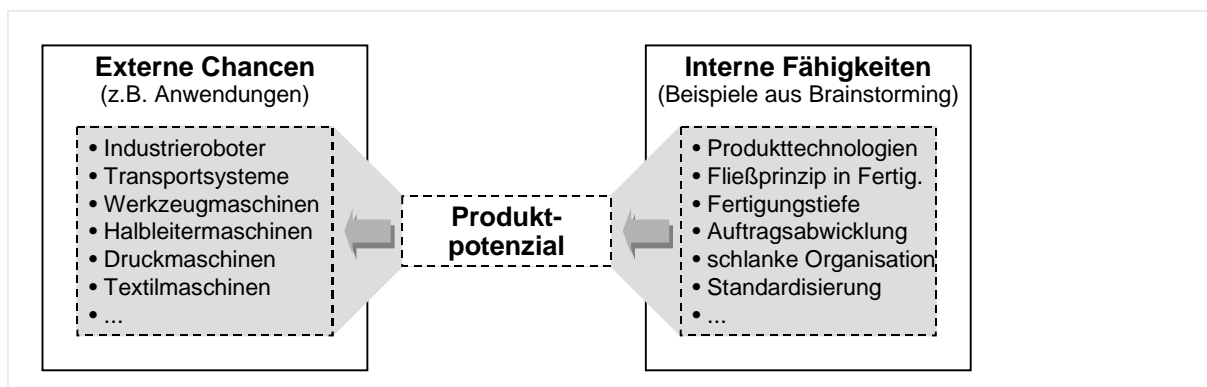 Externe Chancen
(z.B. Anwendungen)
• Industrieroboter
• Transportsysteme
• Werkzeugmaschinen
• Halbleitermaschinen
• Druckmaschinen
• Textilmaschinen
• ...
Produkt-
potenzial
Interne Fähigkeiten
(Beispiele aus Brainstorming)
• Produkttechnologien
• Fließprinzip in Fertig.
• Fertigungstiefe
• Auftragsabwicklung
• schlanke Organisation
• Standardisierung
• ...